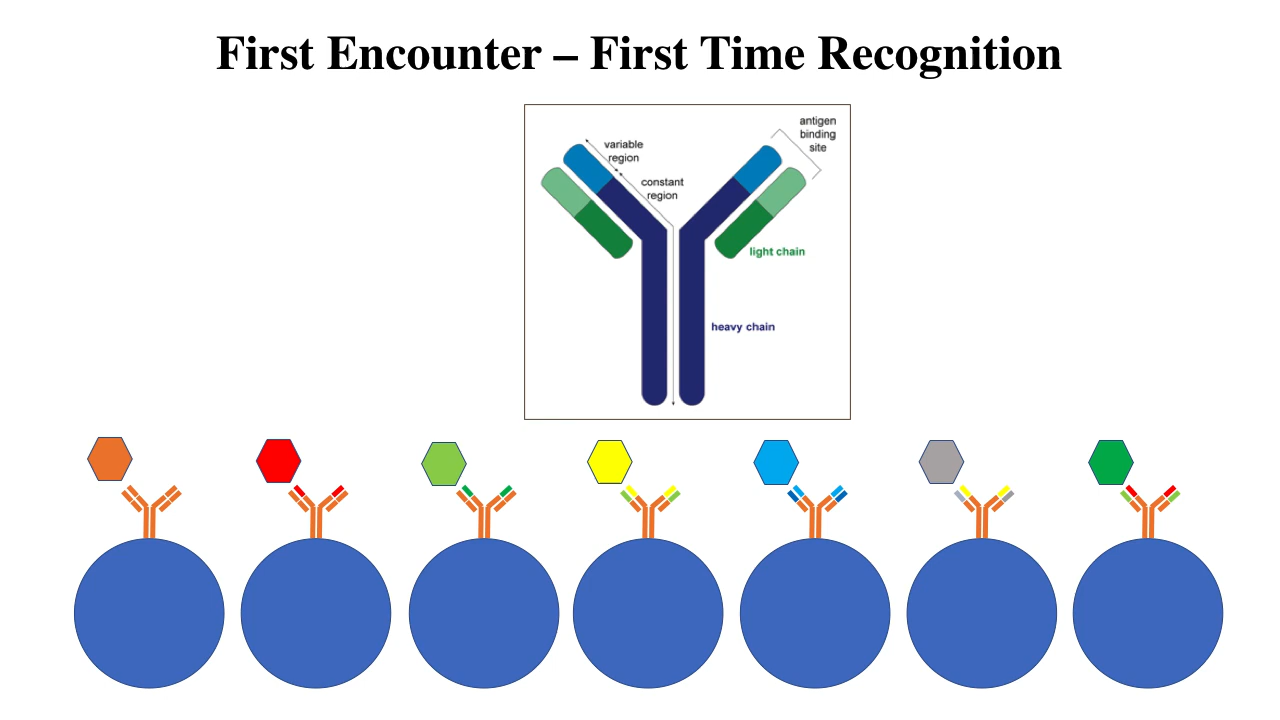 First Encounter – First Time Recognition
variable
region
constant
region
antigen
binding
site
light chain
heavy chain